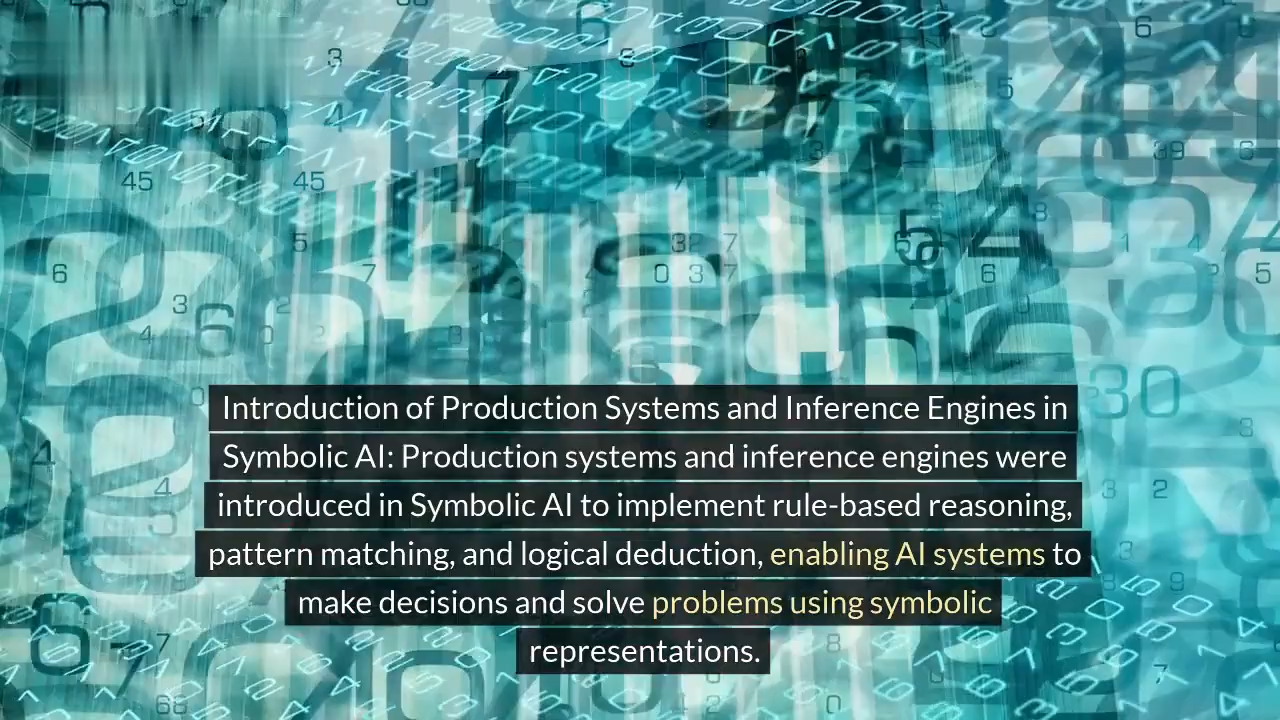 Introduction of Production Systems and Inference Engines in
Symbolic AI: Production systems and inference engines were
introduced in Symbolic AI to implement rule-based reasoning,
pattern matching, and logical deduction, enabling AI systems to
make decisions and solve problems using symbolic
representations.